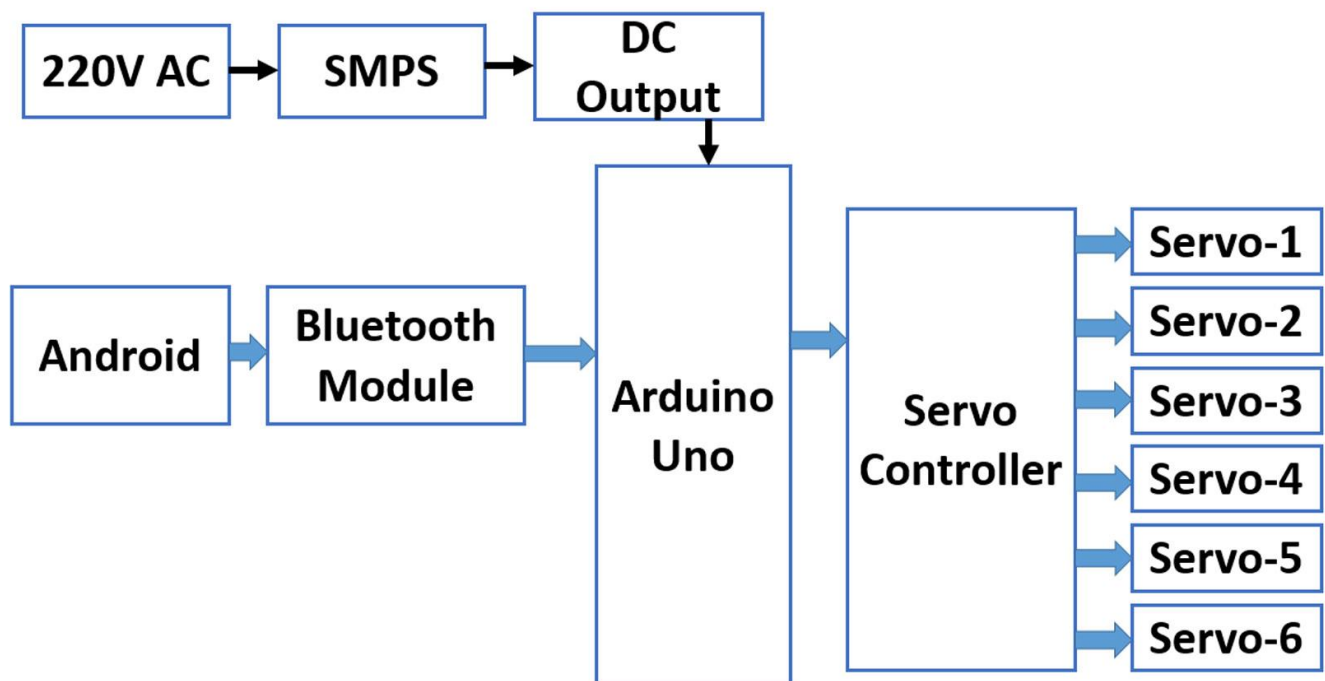 220V AC
SMPS
DC
Output
Android
Bluetooth
Module
Arduino
Uno
Servo
Controller
Servo-1
Servo-2
Servo-3
Servo-4
Servo-5
Servo-6